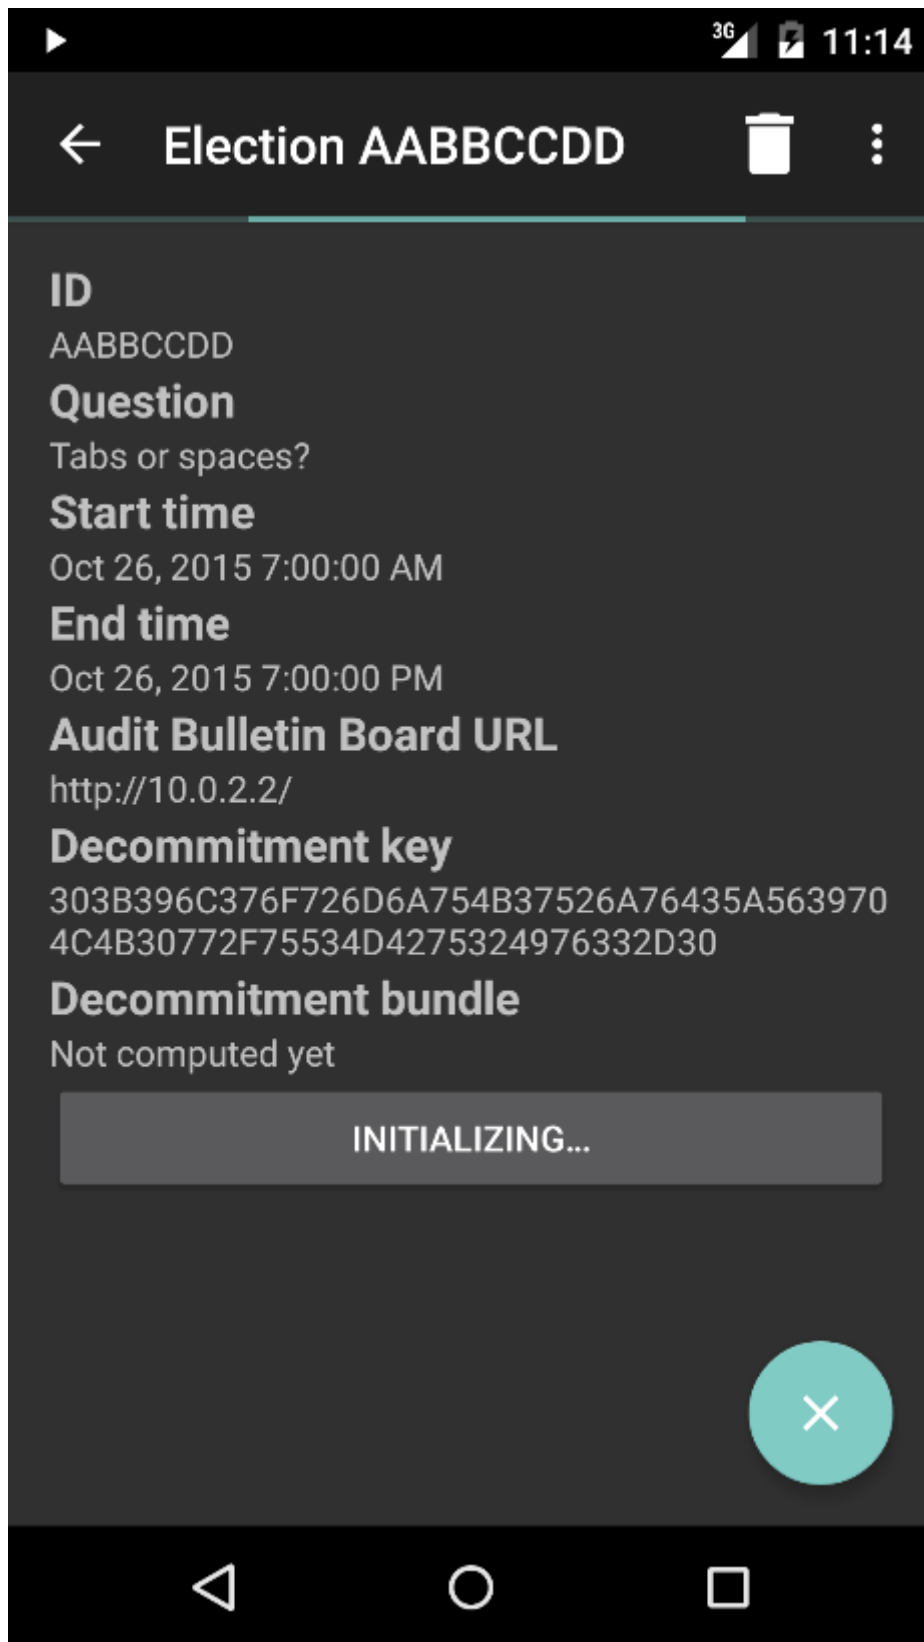 3G 11:14
Election AABBCCDD
ID
AABBCCDD
Question
Tabs or spaces?
Start time
Oct 26, 2015 7:00:00 AM
End time
Oct 26, 2015 7:00:00 PM
Audit Bulletin Board URL
http://10.0.2.2/
Decommitment key
303B396C376F726D6A754B37526A76435A563970
4C4B30772F75534D4275324976332D30
Decommitment bundle
Not computed yet
INITIALIZING...